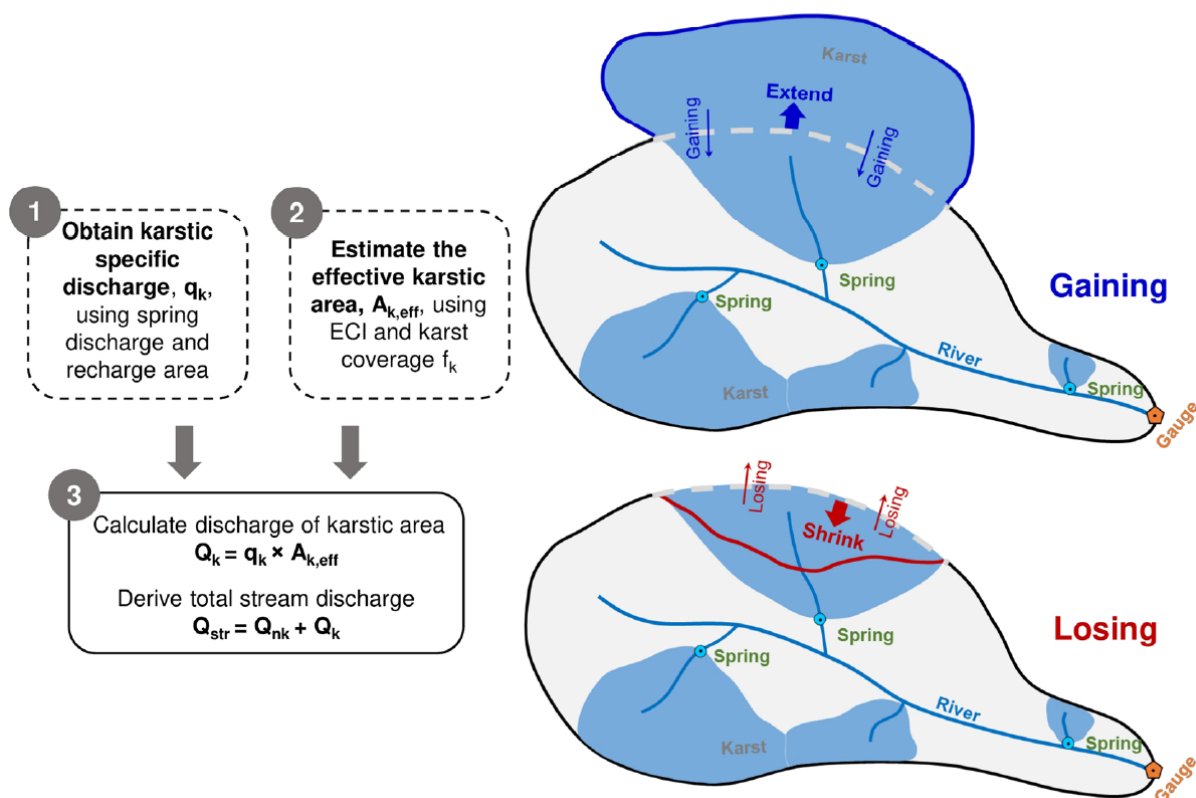 1
Obtain karstic
specific
discharge, qk,
using spring
discharge and
recharge area
2
Estimate the
effective karstic
area, Ak,eff, using
ECI and karst
coverage fk
3
Calculate discharge of karstic area
Qk = qk × Ak,eff
Derive total stream discharge
Qstr = Qnk + Qk
Karst
Extend
Gaining
Gaining
Spring
Spring
Gaining
River
Spring
Karst
Gauge
Losing
Losing
Shrink
Spring
Spring
Losing
River
Spring
Karst
Gauge